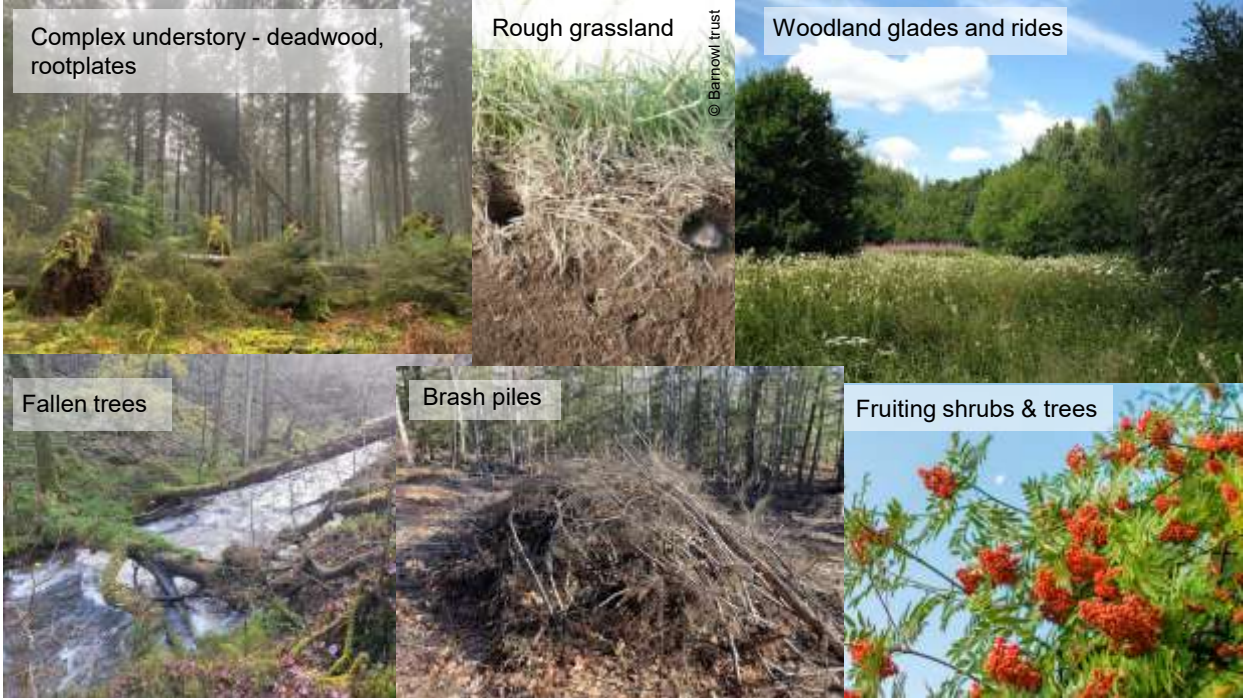 Complex understory - deadwood,
rootplates
Rough grassland
© Barnowl trust
Woodland glades and rides
Fallen trees
Brash piles
Fruiting shrubs & trees